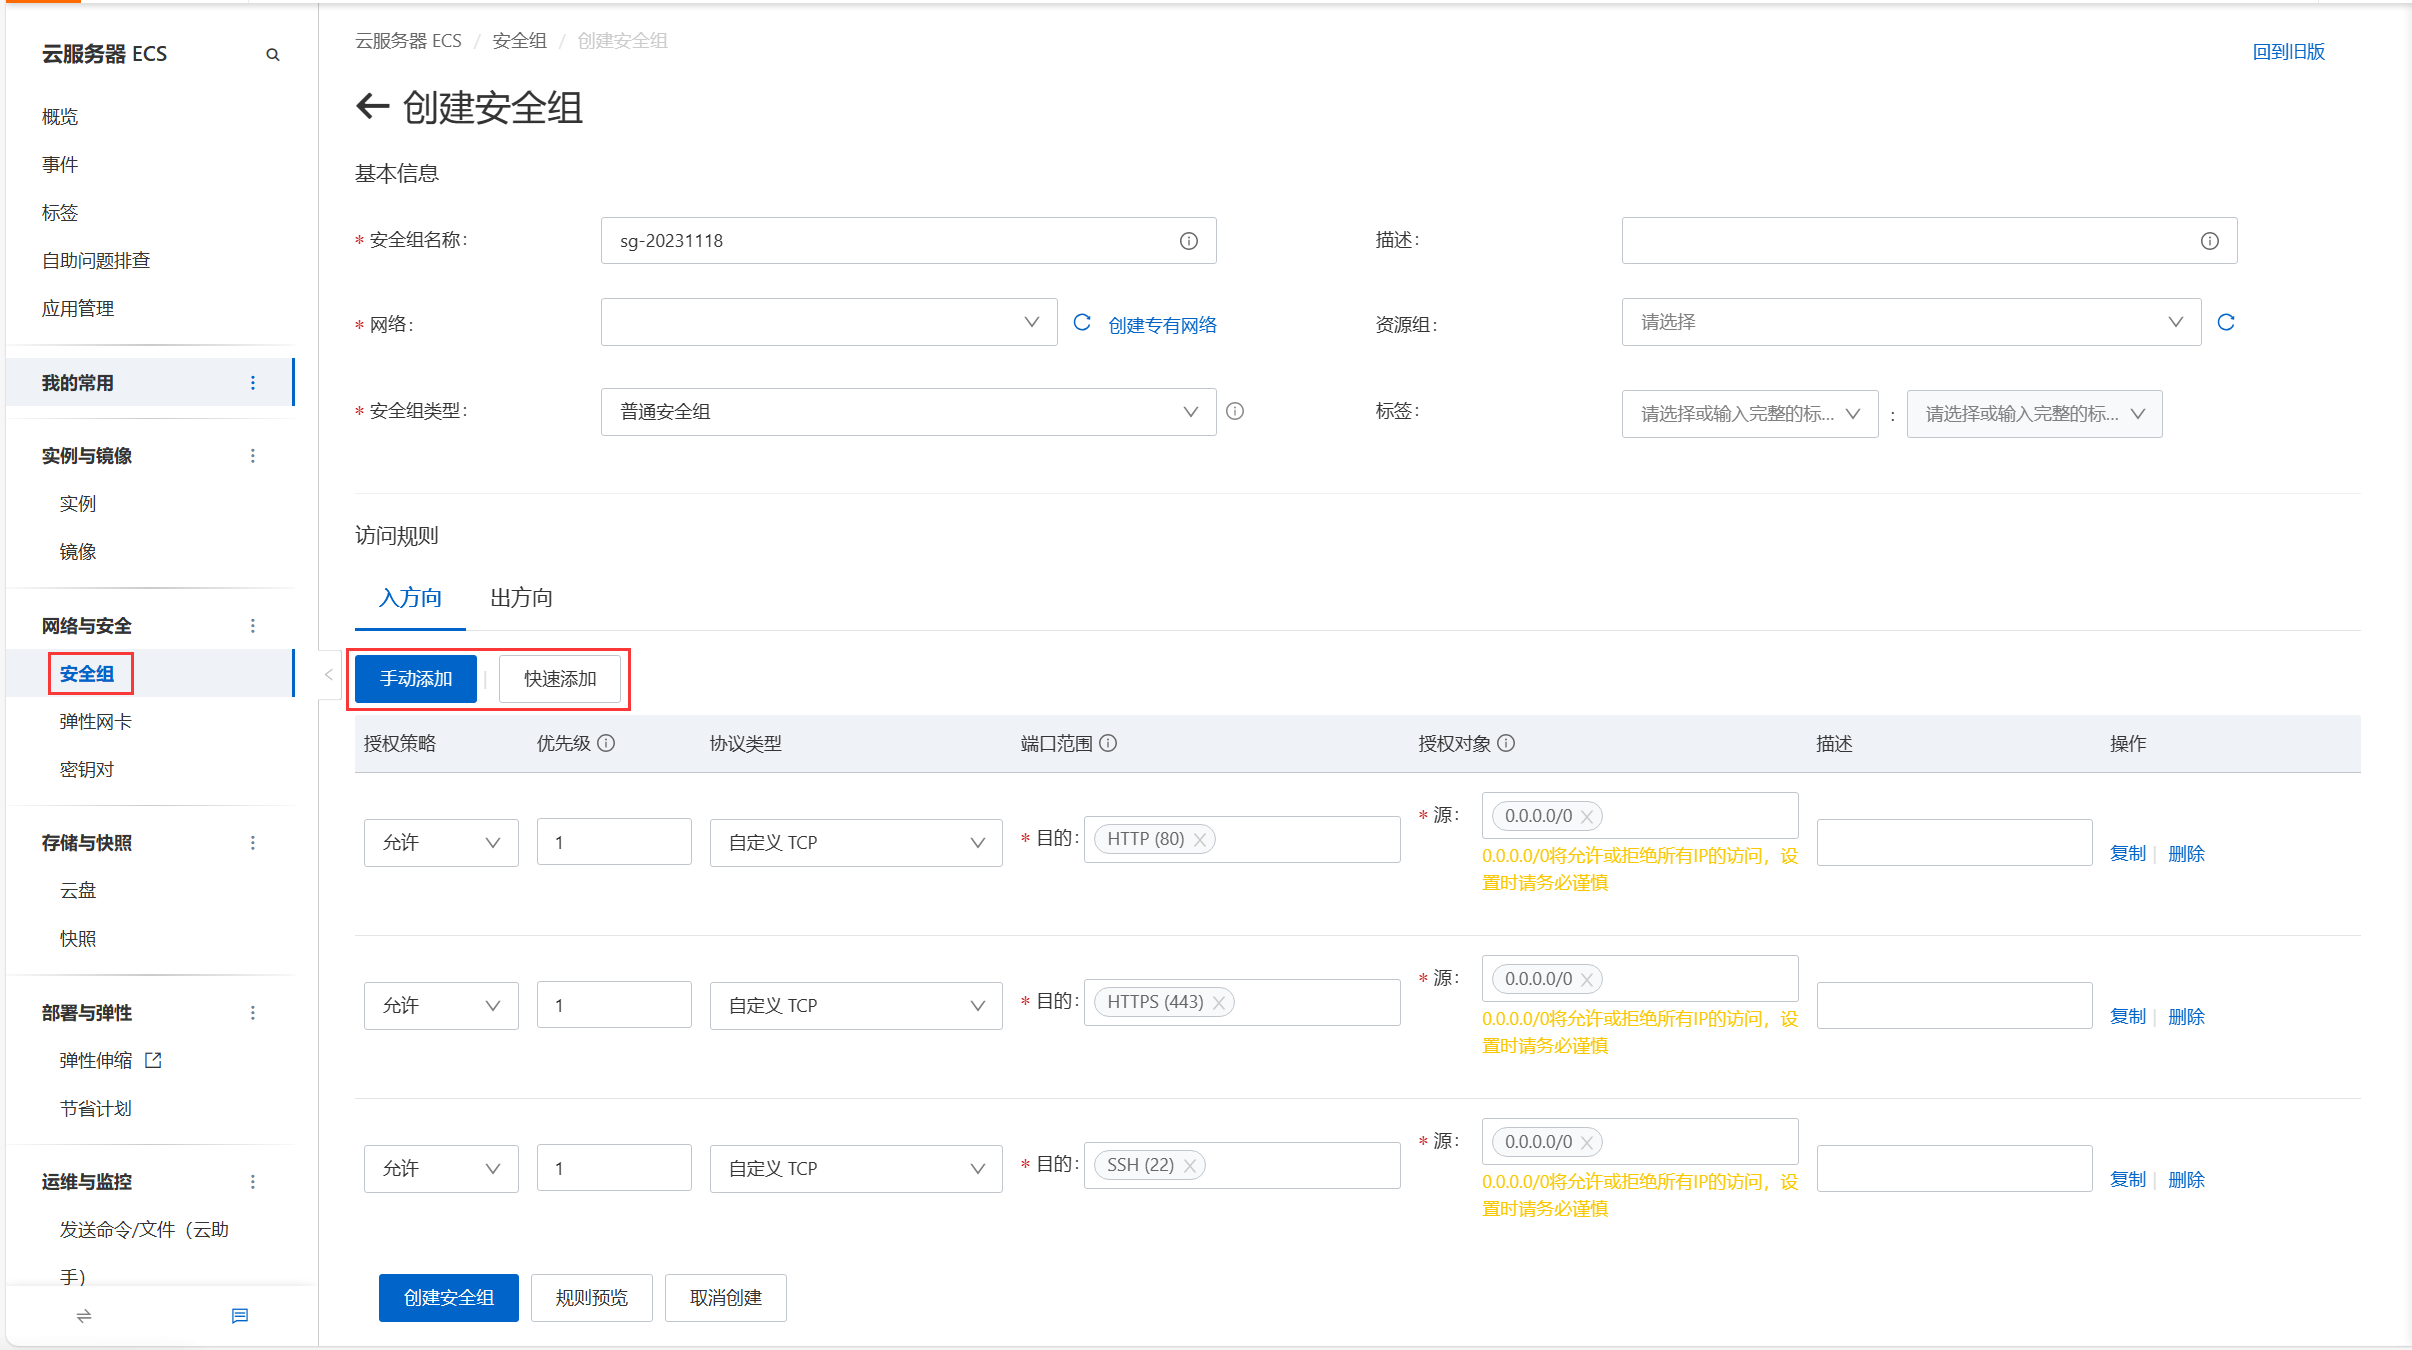 云服务器 ECS
概览
事件
标签
自助问题排查
应用管理
我的常用
实例与镜像
实例
镜像
网络与安全
安全组
弹性网卡
密钥对
存储与快照
云盘
快照
部署与弹性
弹性伸缩
节省计划
运维与监控
发送命令/文件（云助
手）
云服务器 ECS / 安全组 / 创建安全组
回到旧版
创建安全组
基本信息
* 安全组名称：
sg-20231118
描述：
* 网络：
创建专有网络
资源组：
请选择
* 安全组类型：
普通安全组
标签：
请选择或输入完整的标... : 请选择或输入完整的标...
访问规则
入方向 出方向
手动添加 | 快速添加
授权策略 优先级 协议类型 端口范围 授权对象 描述 操作
允许 1 自定义 TCP * 目的: HTTP (80) * 源: 0.0.0.0/0 复制 | 删除
0.0.0.0/0将允许或拒绝所有IP的访问，设
置时请务必谨慎
允许 1 自定义 TCP * 目的: HTTPS (443) * 源: 0.0.0.0/0 复制 | 删除
0.0.0.0/0将允许或拒绝所有IP的访问，设
置时请务必谨慎
允许 1 自定义 TCP * 目的: SSH (22) * 源: 0.0.0.0/0 复制 | 删除
0.0.0.0/0将允许或拒绝所有IP的访问，设
置时请务必谨慎
创建安全组 规则预览 取消创建